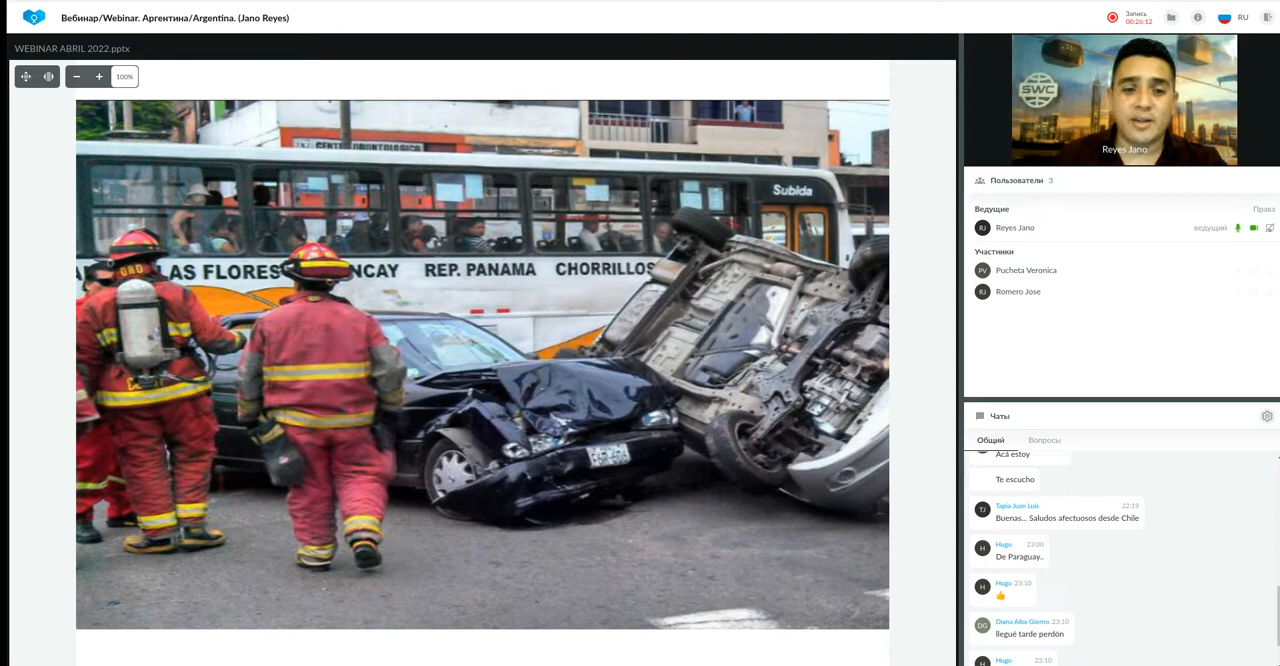 Вебинар/Webinar. Аргентина/Argentina. (Jano Reyes)
Запись
00:26:12
RU
WEBINAR ABRIL 2022.pptx
100%
CENTRO ODONTOLOGICO
Subida
LAS FLORES
NCAY REP. PANAMA CHORRILLOS
SWC
Reyes Jano
Пользователи 3
Ведущие
Права
RJ Reyes Jano ведущий
Участники
PV Pucheta Veronica
RJ Romero Jose
Чаты
Общий Вопросы
Acá estoy
Te escucho
TJ Tapia Juan Luis 22:19
Buenas... Saludos afectuosos desde Chile
H Hugo 23:00
De Paraguay..
H Hugo 23:10
👍
DG Diana Alba Giorno 23:10
llegué tarde perdón
H Hugo 23:10